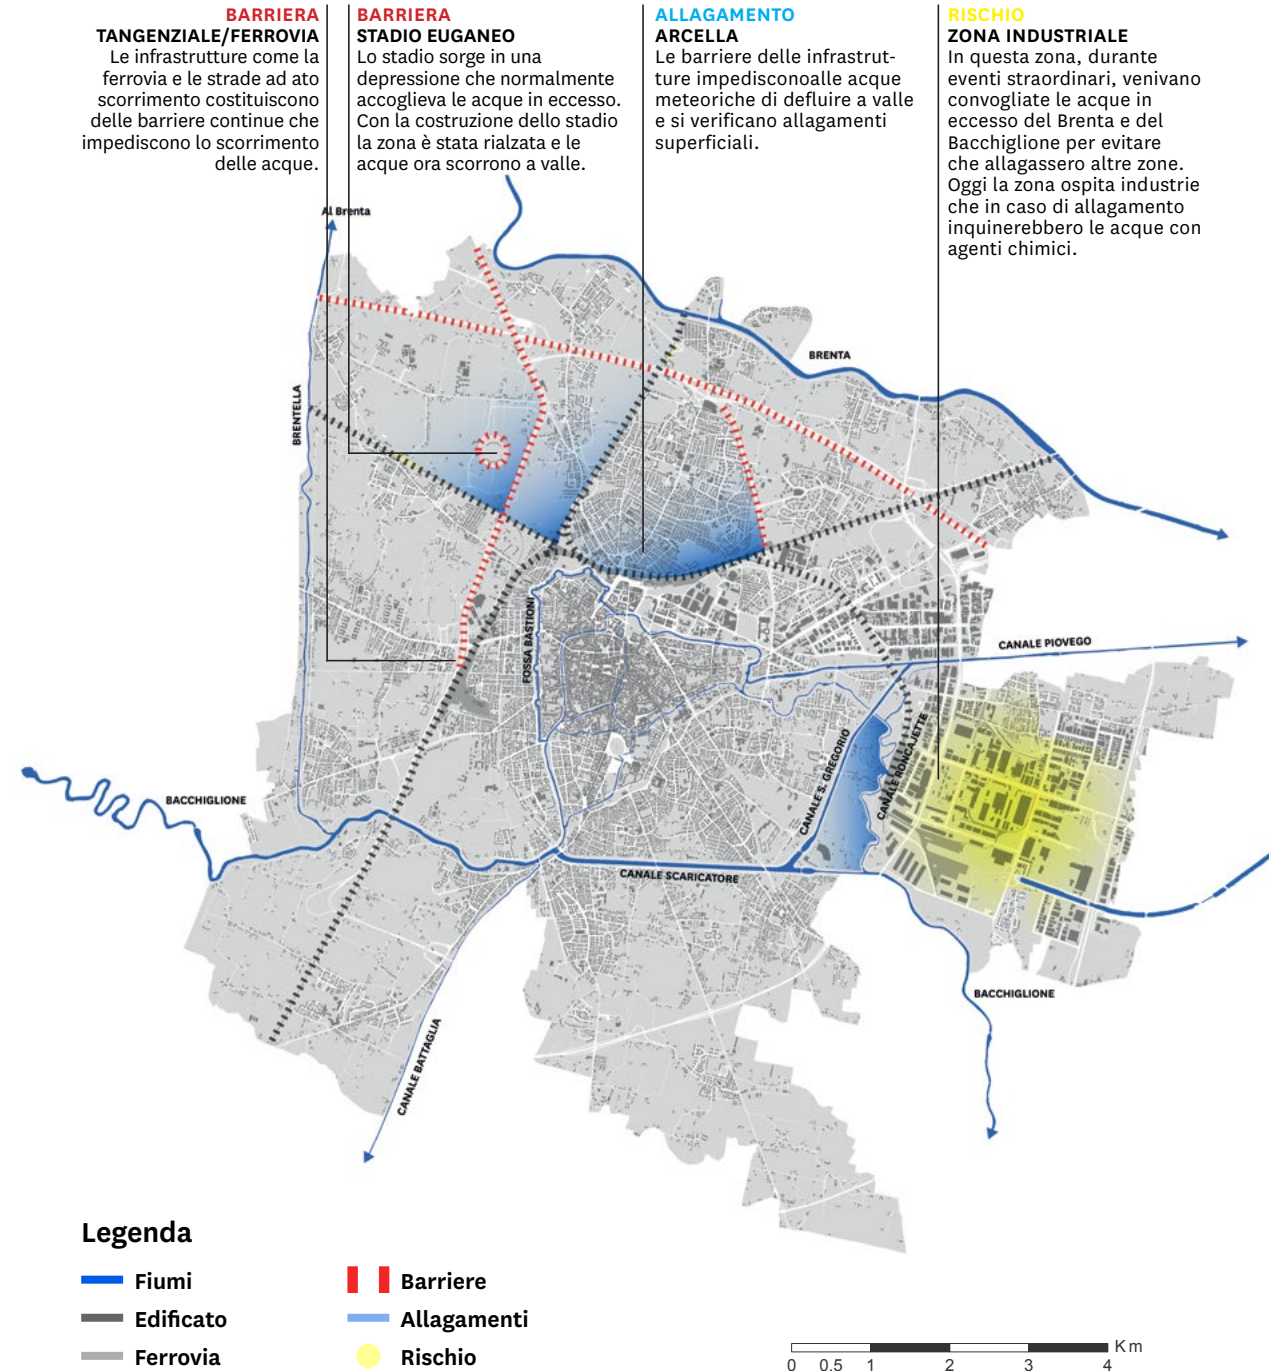 BARRIERA
TANGENZIALE/FERROVIA
Le infrastrutture come la
ferrovia e le strade ad ato
scorrimento costituiscono
delle barriere continue che
impediscono lo scorrimento
delle acque.
BARRIERA
STADIO EUGANEO
Lo stadio sorge in una
depressione che normalmente
accoglieva le acque in eccesso.
Con la costruzione dello stadio
la zona è stata rialzata e le
acque ora scorrono a valle.
ALLAGAMENTO
ARCELLA
Le barriere delle infrastrut-
ture impedisconoalle acque
meteoriche di defluire a valle
e si verificano allagamenti
superficiali.
RISCHIO
ZONA INDUSTRIALE
In questa zona, durante
eventi straordinari, venivano
convogliate le acque in
eccesso del Brenta e del
Bacchiglione per evitare
che allagassero altre zone.
Oggi la zona ospita industrie
che in caso di allagamento
inquinerebbero le acque con
agenti chimici.
Al Brenta
BRENTA
BRENTELLA
FOSSA BASTIONI
CANALE PIOVEGO
CANALE RONCAJETTE
CANALE S. GREGORIO
BACCHIGLIONE
CANALE SCARICATORE
BACCHIGLIONE
CANALE BATTAGLIA
Legenda
Fiumi
Edificato
Ferrovia
Barriere
Allagamenti
Rischio
Km
0 0.5 1 2 3 4